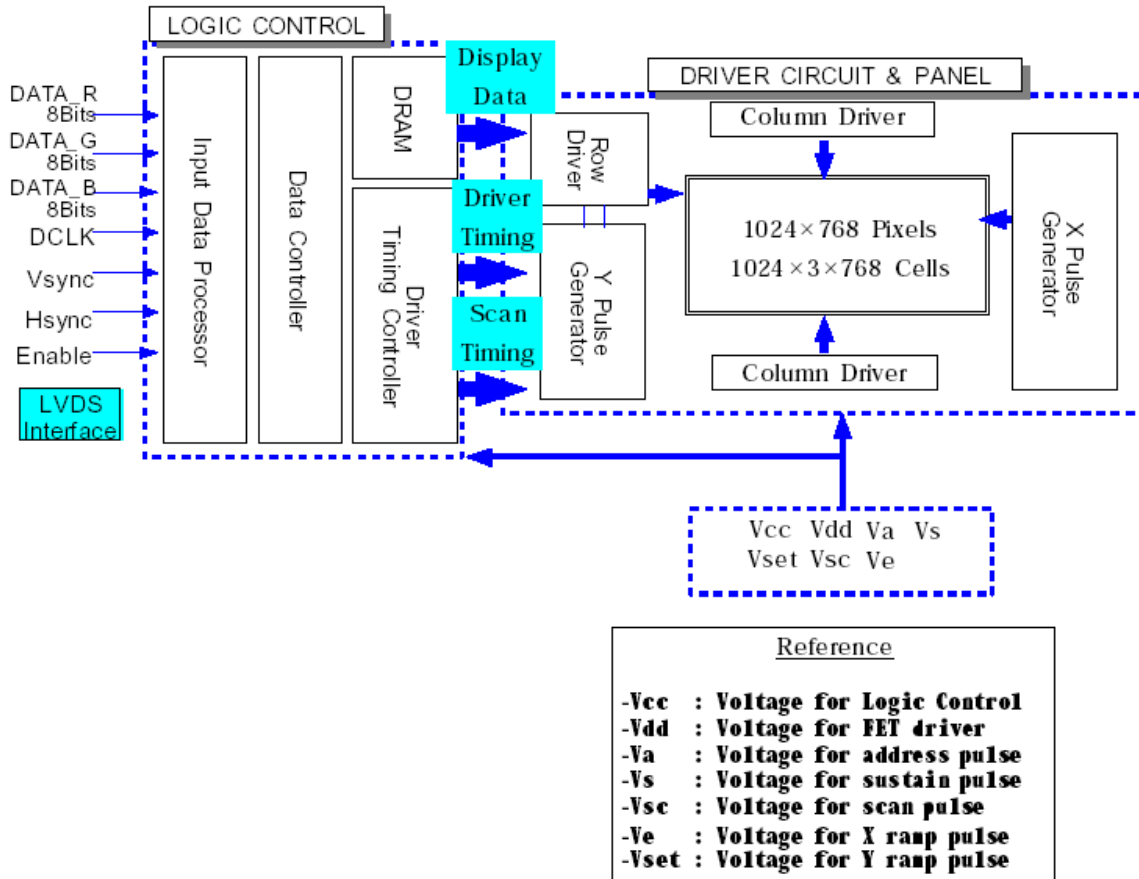 LOGIC CONTROL
DATA_R
8Bits
DATA_G
8Bits
DATA_B
8Bits
DCLK
Vsync
Hsync
Enable
LVDS
Interface
Input Data Processor
Data Controller
DRAM
Driver
Timing Controller
Display
Data
Driver
Timing
Scan
Timing
DRIVER CIRCUIT & PANEL
Row
Driver
Y Pulse
Generator
Column Driver
1024×768 Pixels
1024×3×768 Cells
Column Driver
X Pulse
Generator
Vcc Vdd Va Vs
Vset Vsc Ve
Reference
-Vcc : Voltage for Logic Control
-Vdd : Voltage for FET driver
-Va : Voltage for address pulse
-Vs : Voltage for sustain pulse
-Vsc : Voltage for scan pulse
-Ve : Voltage for X ramp pulse
-Vset : Voltage for Y ramp pulse